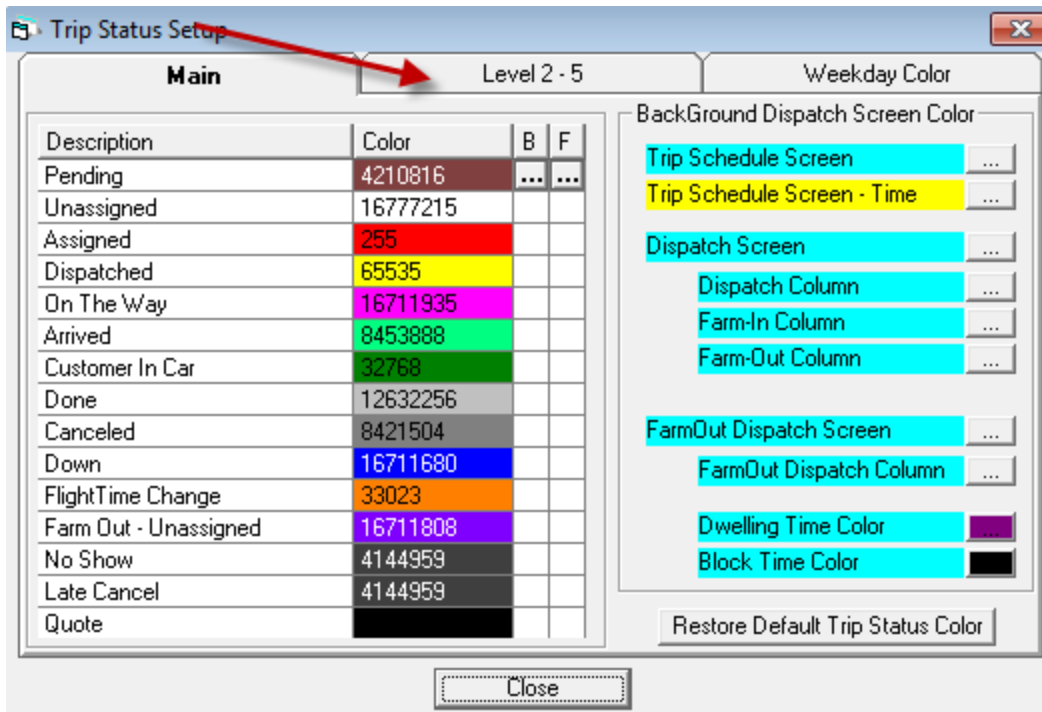 Trip Status Setup
Main
Level 2 - 5
Weekday Color
Description Color B F
Pending 4210816 ... ...
Unassigned 16777215
Assigned 255
Dispatched 65535
On The Way 16711935
Arrived 8453888
Customer In Car 32768
Done 12632256
Canceled 8421504
Down 16711680
FlightTime Change 33023
Farm Out - Unassigned 16711808
No Show 4144959
Late Cancel 4144959
Quote
BackGround Dispatch Screen Color
Trip Schedule Screen ...
Trip Schedule Screen - Time ...
Dispatch Screen ...
Dispatch Column ...
Farm-In Column ...
Farm-Out Column ...
FarmOut Dispatch Screen ...
FarmOut Dispatch Column ...
Dwelling Time Color ...
Block Time Color
Restore Default Trip Status Color
Close